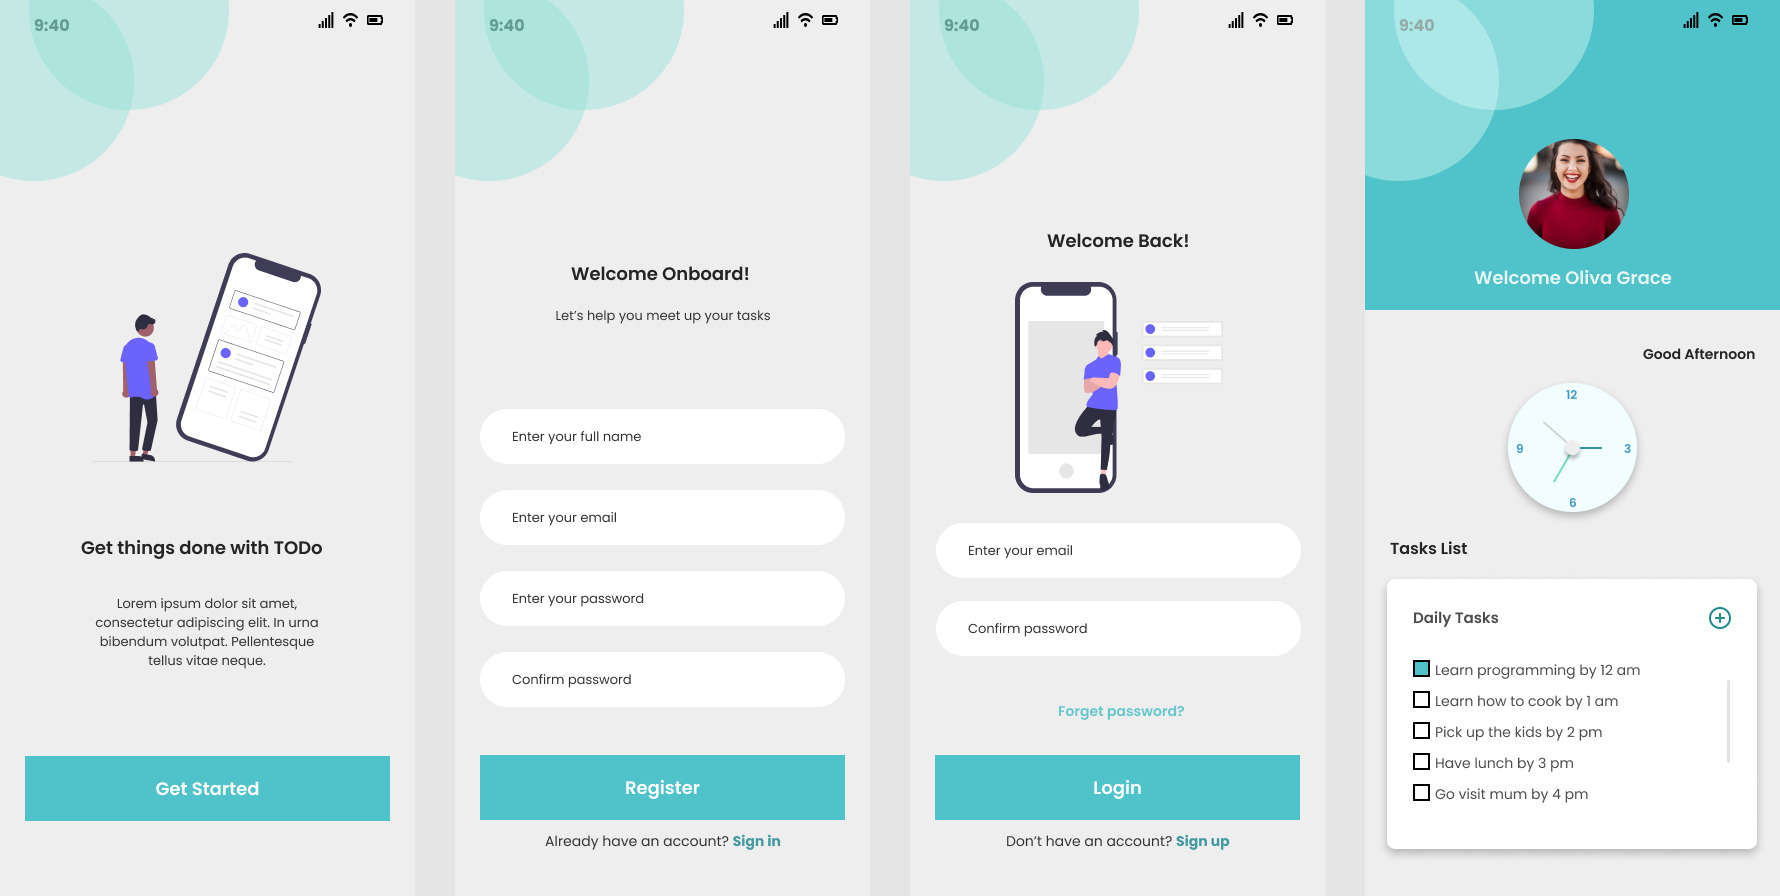 9:40
Get things done with TODo
Lorem ipsum dolor sit amet,
consectetur adipiscing elit. In urna
bibendum volutpat. Pellentesque
tellus vitae neque.
Get Started
9:40
Welcome Onboard!
Let's help you meet up your tasks
Enter your full name
Enter your email
Enter your password
Confirm password
Register
Already have an account? Sign in
9:40
Welcome Back!
Enter your email
Confirm password
Forget password?
Login
Don't have an account? Sign up
9:40
Welcome Oliva Grace
Good Afternoon
12
9
3
6
Tasks List
Daily Tasks
Learn programming by 12 am
Learn how to cook by 1 am
Pick up the kids by 2 pm
Have lunch by 3 pm
Go visit mum by 4 pm